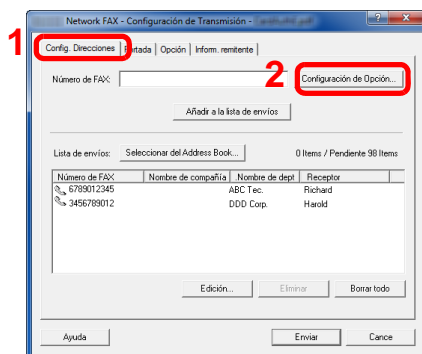 Network FAX - Configuración de Transmisión -
1
Config. Direcciones Portada Opción Inform. remitente
2
Número de FAX: Configuración de Opción...
Añadir a la lista de envíos
Lista de envíos: Seleccionar del Address Book... 0 Items / Pendiente 98 Items
Número de FAX Nombre de compañía .Nombre de dept Receptor
6789012345 ABC Tec. Richard
3456789012 DDD Corp. Harold
Edición... Eliminar Borrar todo
Ayuda Enviar Cance